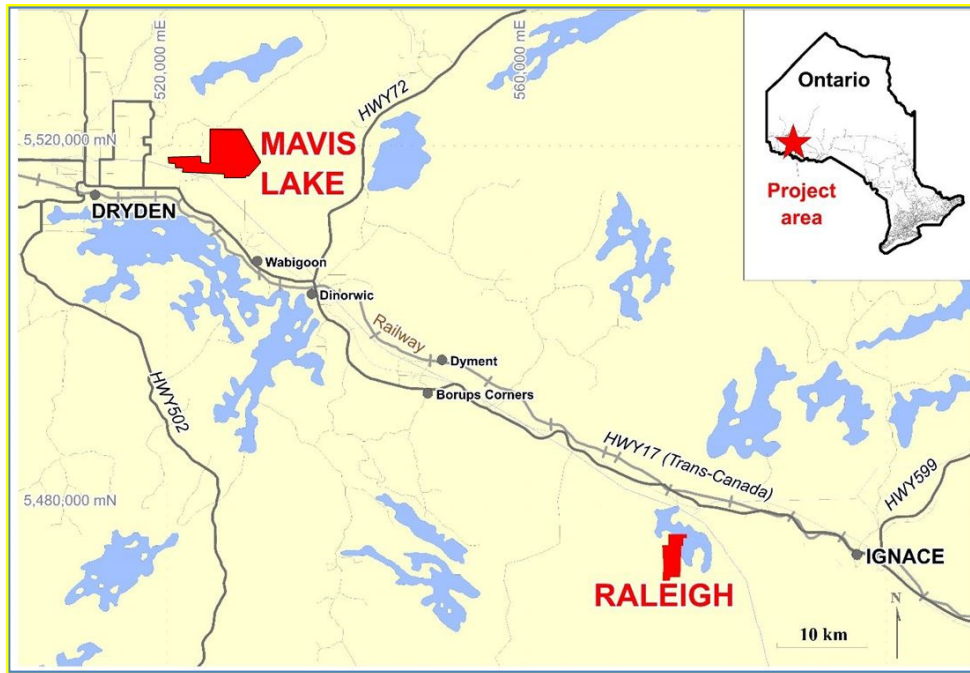 520,000 mE
560,000 mE
HWY72
5,520,000 mN
MAVIS
LAKE
DRYDEN
Wabigoon
Dinorwic
Railway
Dyment
Borups Corners
HWY502
HWY17 (Trans-Canada)
HWY599
5,480,000 mN
IGNACE
RALEIGH
N
10 km
Ontario
Project
area